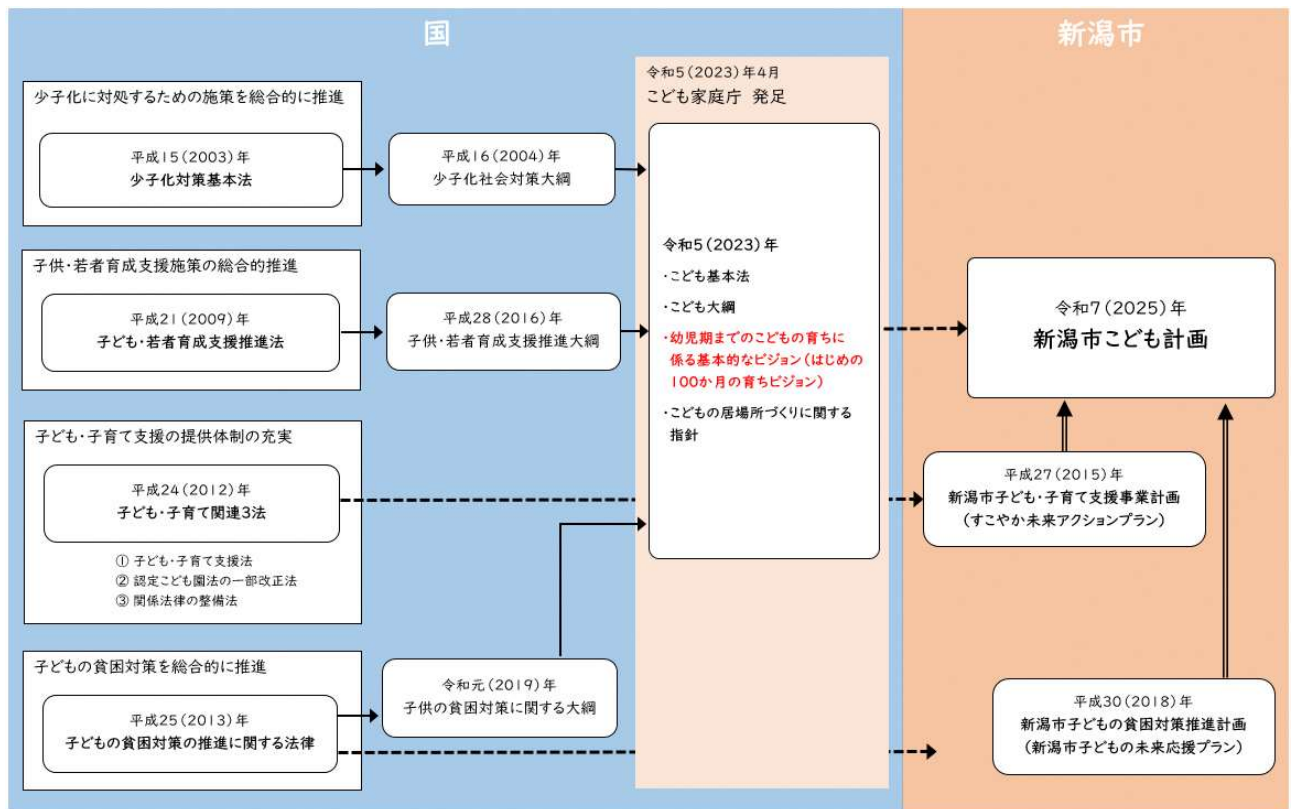 国
新潟市
少子化に対処するための施策を総合的に推進
平成15(2003)年
少子化対策基本法
平成16(2004)年
少子化社会対策大綱
子供・若者育成支援施策の総合的推進
平成21(2009)年
子ども・若者育成支援推進法
平成28(2016)年
子供・若者育成支援推進大綱
子ども・子育て支援の提供体制の充実
平成24(2012)年
子ども・子育て関連3法
① 子ども・子育て支援法
② 認定こども園法の一部改正法
③ 関係法律の整備法
子どもの貧困対策を総合的に推進
平成25(2013)年
子どもの貧困対策の推進に関する法律
令和元(2019)年
子供の貧困対策に関する大綱
令和5(2023)年4月
こども家庭庁 発足
令和5(2023)年
・こども基本法
・こども大綱
・幼児期までのこどもの育ちに
係る基本的なビジョン(はじめの
100か月の育ちビジョン)
・こどもの居場所づくりに関する
指針
令和7(2025)年
新潟市こども計画
平成27(2015)年
新潟市子ども・子育て支援事業計画
(すこやか未来アクションプラン)
平成30(2018)年
新潟市子どもの貧困対策推進計画
(新潟市子どもの未来応援プラン)